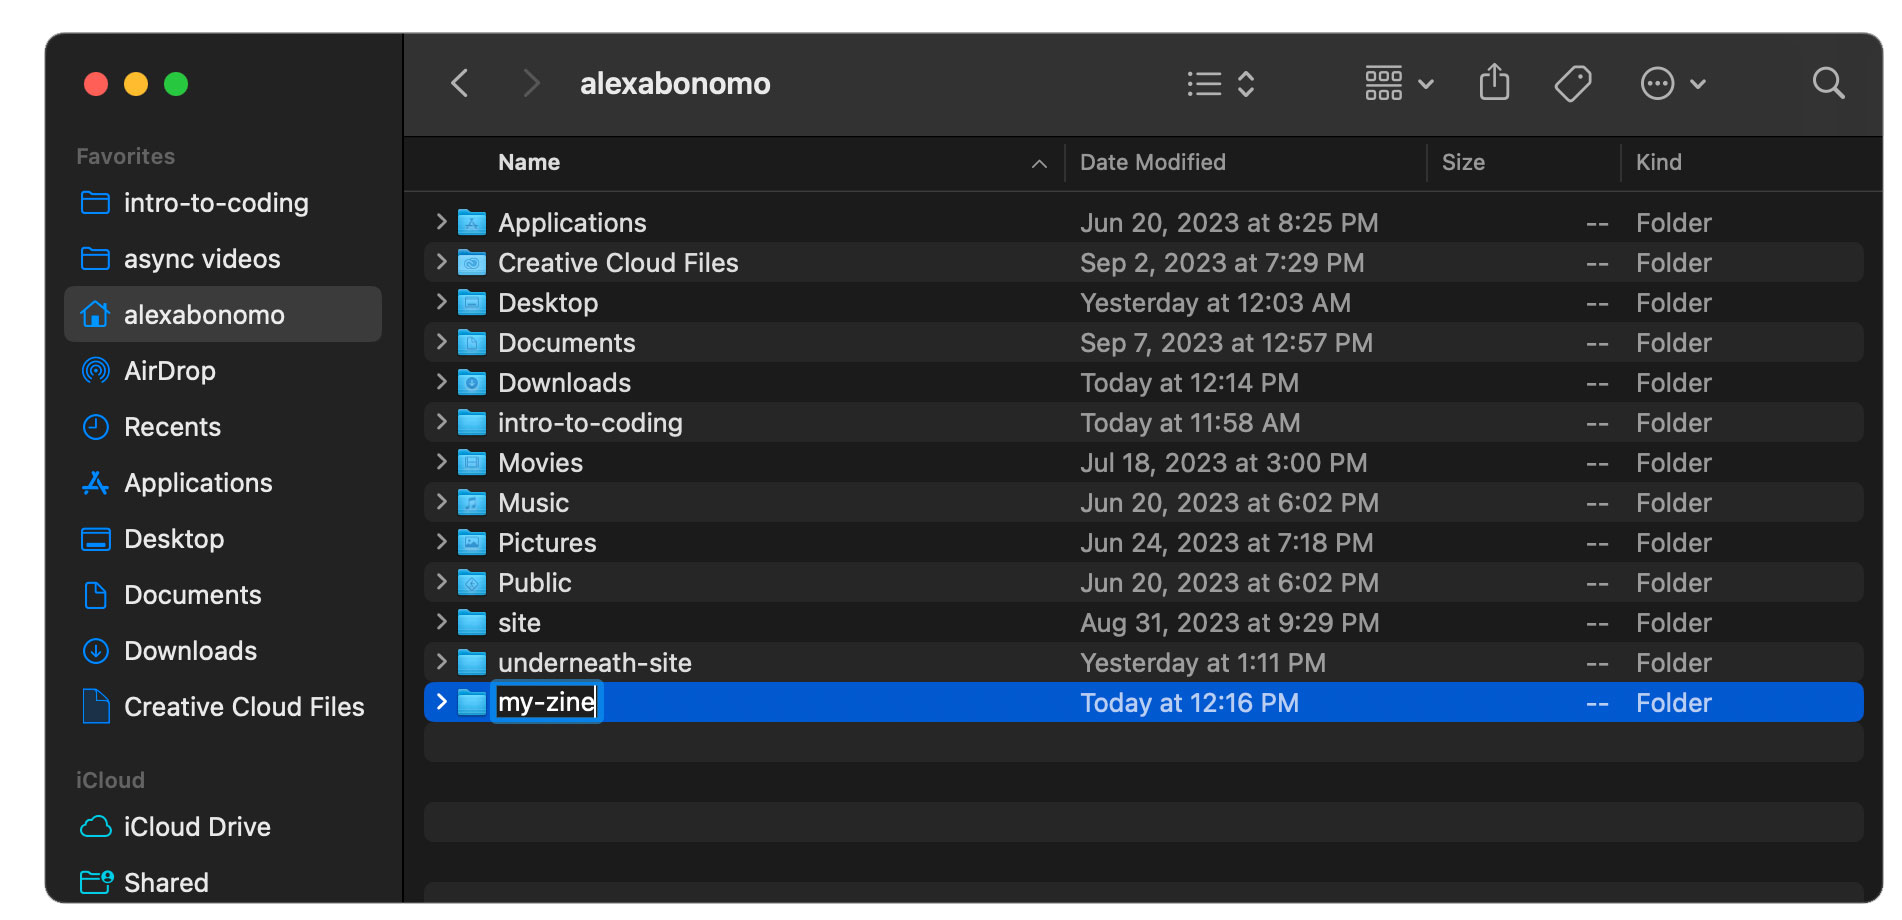 alexabonomo
Favorites
intro-to-coding
async videos
alexabonomo
AirDrop
Recents
Applications
Desktop
Documents
Downloads
Creative Cloud Files
iCloud
iCloud Drive
Shared
Name Date Modified Size Kind
Applications Jun 20, 2023 at 8:25 PM -- Folder
Creative Cloud Files Sep 2, 2023 at 7:29 PM -- Folder
Desktop Yesterday at 12:03 AM -- Folder
Documents Sep 7, 2023 at 12:57 PM -- Folder
Downloads Today at 12:14 PM -- Folder
intro-to-coding Today at 11:58 AM -- Folder
Movies Jul 18, 2023 at 3:00 PM -- Folder
Music Jun 20, 2023 at 6:02 PM -- Folder
Pictures Jun 24, 2023 at 7:18 PM -- Folder
Public Jun 20, 2023 at 6:02 PM -- Folder
site Aug 31, 2023 at 9:29 PM -- Folder
underneath-site Yesterday at 1:11 PM -- Folder
my-zine Today at 12:16 PM -- Folder